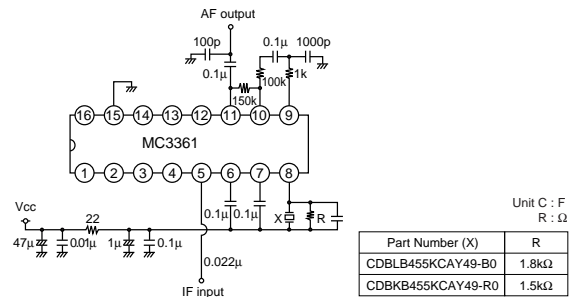 AF output
100p
0.1μ
0.1μ
1000p
100k
1k
150k
16 15 14 13 12 11 10 9
MC3361
1 2 3 4 5 6 7 8
Vcc
22
47μ
0.01μ
1μ
0.1μ
0.1μ
0.1μ
X
R
0.022μ
IF input
Unit C : F
R : Ω
Part Number (X) R
CDBLB455KCAY49-B0 1.8kΩ
CDBKB455KCAY49-R0 1.5kΩ